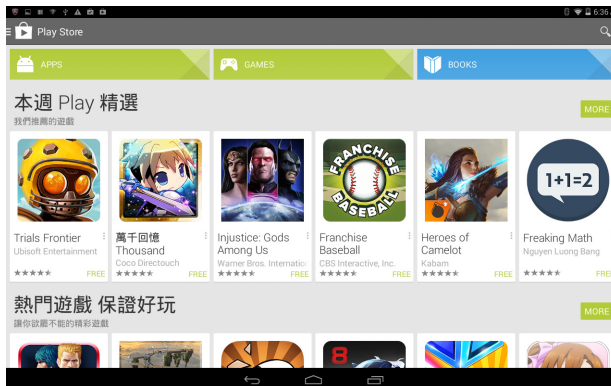 6:36
Play Store
APPS
GAMES
BOOKS
本週 Play 精選
我們推薦的遊戲
MORE
FRANCHISE
BASEBALL
1+1=2
Trials Frontier
Ubisoft Entertainment
FREE
萬千回憶
Thousand
Coco Directouch
FREE
Injustice: Gods
Among Us
Warner Bros. Internatio
FREE
Franchise
Baseball
CBS Interactive, Inc.
FREE
Heroes of
Camelot
Kabam
FREE
Freaking Math
Nguyen Luong Bang
FREE
熱門遊戲 保證好玩
讓你欲罷不能的精彩遊戲
MORE
8